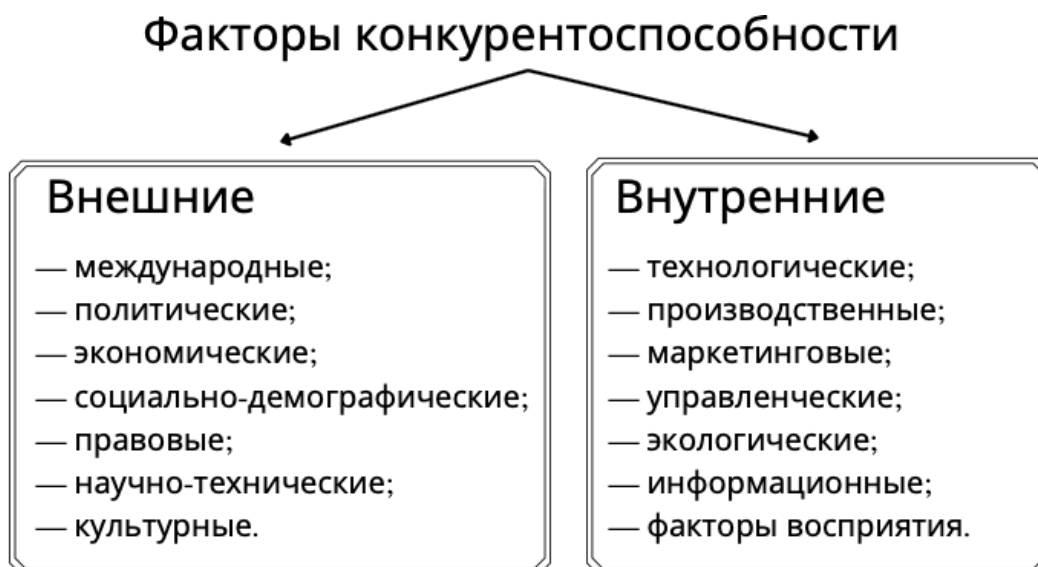 Факторы конкурентоспособности
Внешние
— международные;
— политические;
— экономические;
— социально-демографические;
— правовые;
— научно-технические;
— культурные.
Внутренние
— технологические;
— производственные;
— маркетинговые;
— управленческие;
— экологические;
— информационные;
— факторы восприятия.